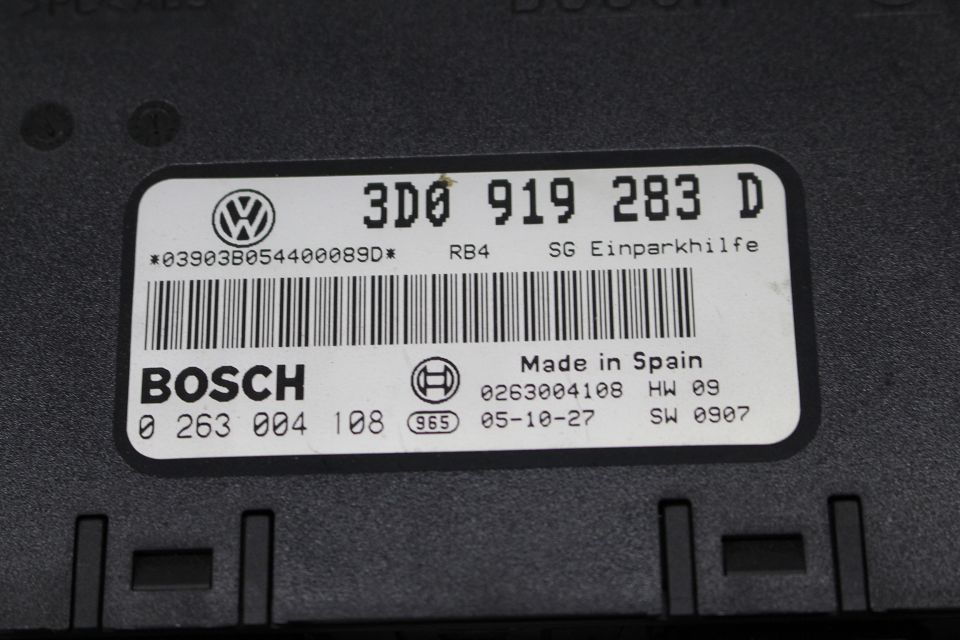 3D0 919 283 D
*03903B054400089D* RB4 SG Einparkhilfe
BOSCH
Made in Spain
0263004108 HW 09
0 263 004 108 965 05-10-27 SW 0907